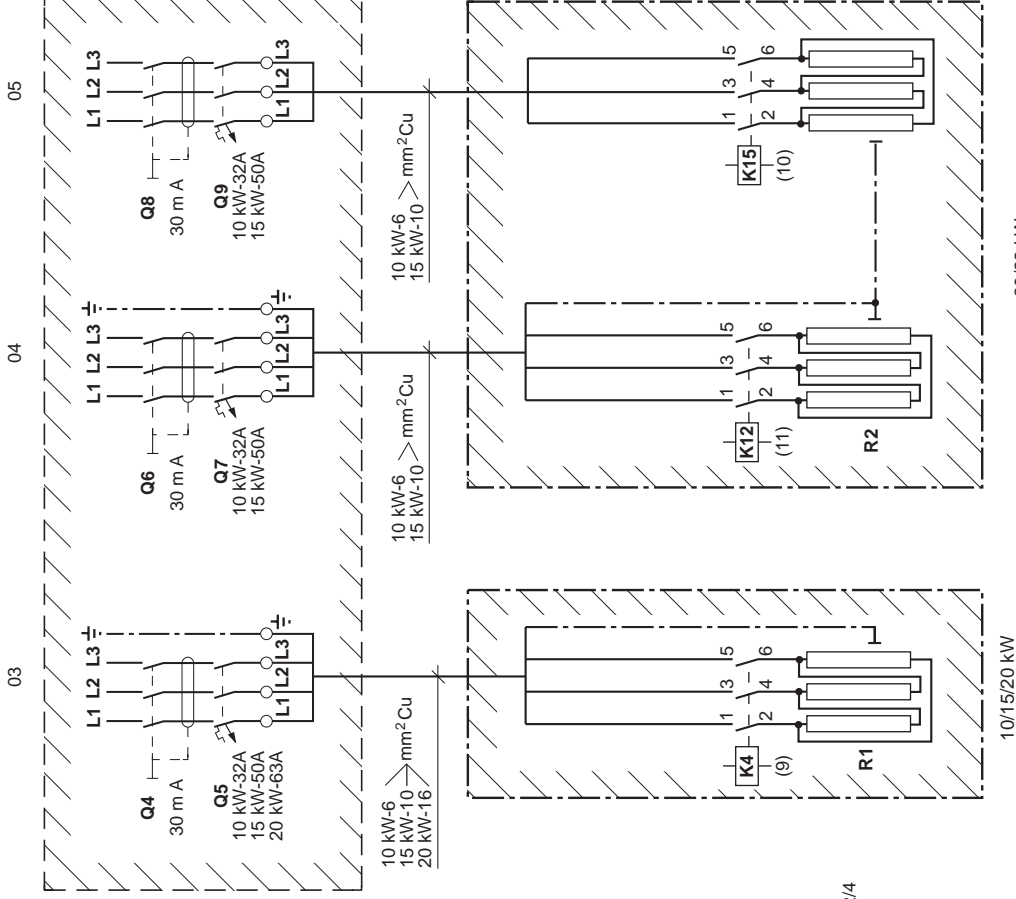 03
04
05
L1 L2 L3
Q4
30 m A
Q5
10 kW-32A
15 kW-50A
20 kW-63A
L1 L2 L3
10 kW-6
15 kW-10
20 kW-16
mm²Cu
1 3 5
2 4 6
K4
(9)
R1
10/15/20 kW
L1 L2 L3
Q6
30 m A
Q7
10 kW-32A
15 kW-50A
L1 L2 L3
10 kW-6
15 kW-10
mm²Cu
1 3 5
2 4 6
K12
(11)
R2
L1 L2 L3
Q8
30 m A
Q9
10 kW-32A
15 kW-50A
L1 L2 L3
10 kW-6
15 kW-10
mm²Cu
1 3 5
2 4 6
K15
(10)